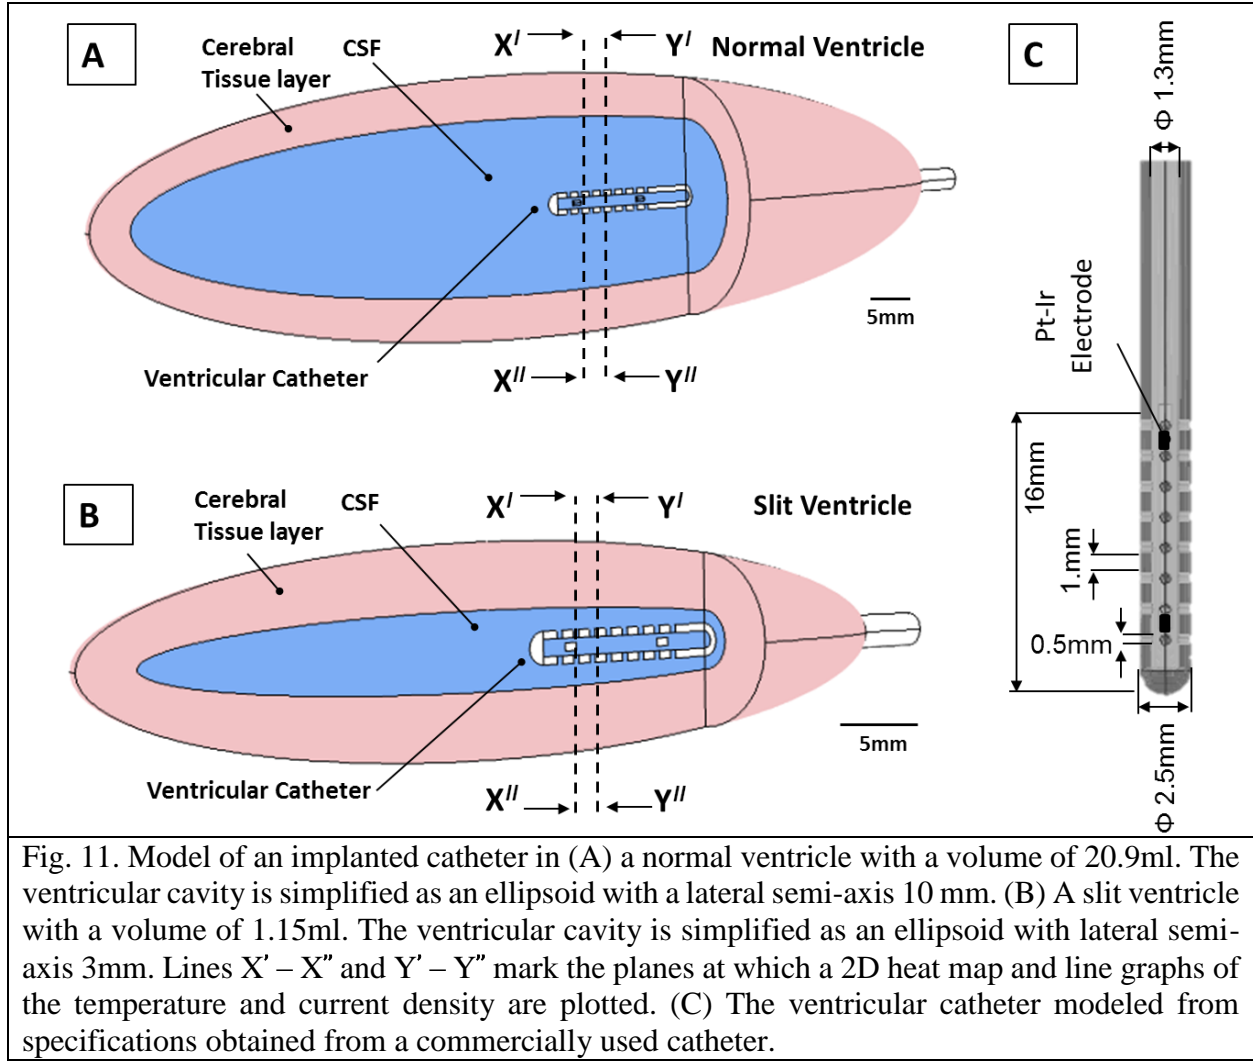 A
Cerebral
Tissue layer
CSF
X′
Y′
Normal Ventricle
5mm
Ventricular Catheter
X″
Y″
B
Cerebral
Tissue layer
CSF
X′
Y′
Slit Ventricle
5mm
Ventricular Catheter
X″
Y″
C
Φ 1.3mm
Pt-Ir
Electrode
16mm
1.mm
0.5mm
Φ 2.5mm
Fig. 11. Model of an implanted catheter in (A) a normal ventricle with a volume of 20.9ml. The
ventricular cavity is simplified as an ellipsoid with a lateral semi-axis 10 mm. (B) A slit ventricle
with a volume of 1.15ml. The ventricular cavity is simplified as an ellipsoid with lateral semi-
axis 3mm. Lines X′ – X″ and Y′ – Y″ mark the planes at which a 2D heat map and line graphs of
the temperature and current density are plotted. (C) The ventricular catheter modeled from
specifications obtained from a commercially used catheter.